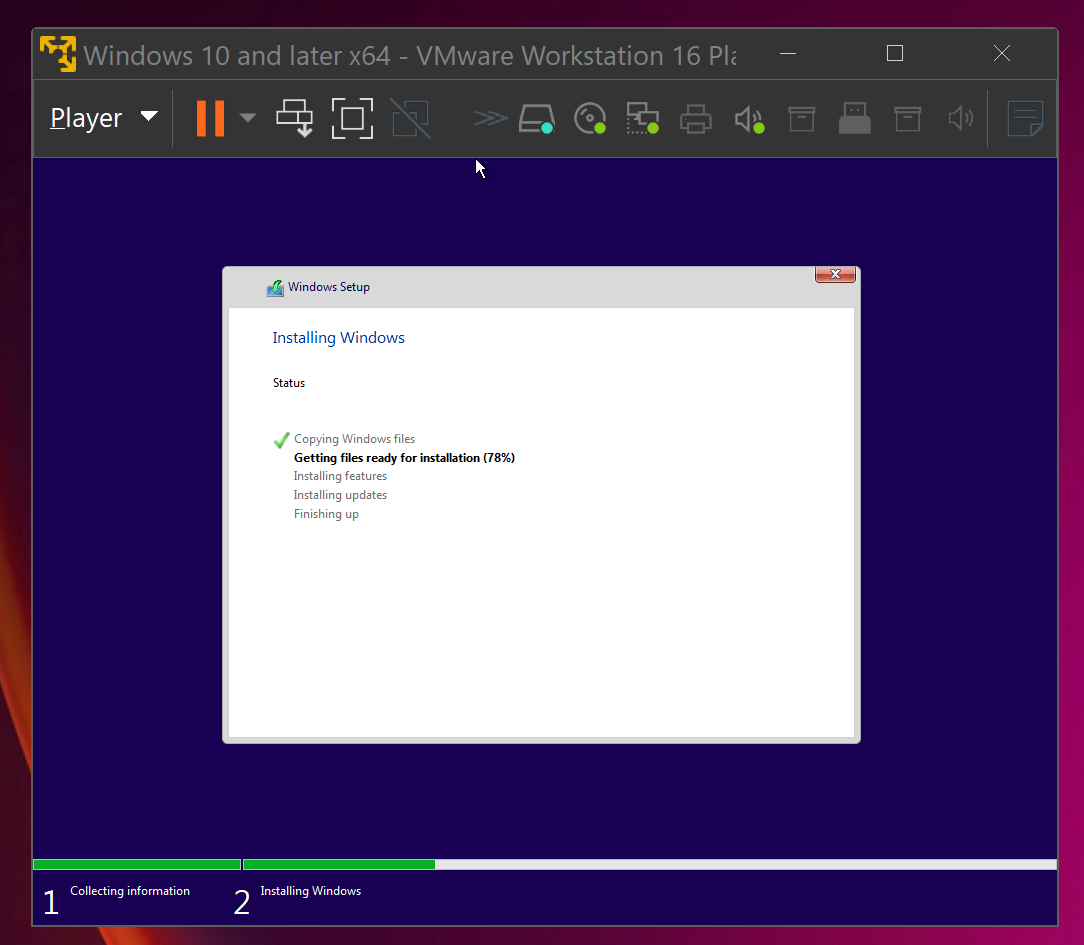 Windows 10 and later x64 - VMware Workstation 16
Player
Windows Setup
Installing Windows
Status
Copying Windows files
Getting files ready for installation (78%)
Installing features
Installing updates
Finishing up
1 Collecting information
2 Installing Windows